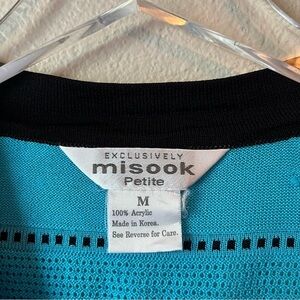 EXCLUSIVELY
misook
Petite
M
100% Acrylic
Made in Korea.
See Reverse for Care.